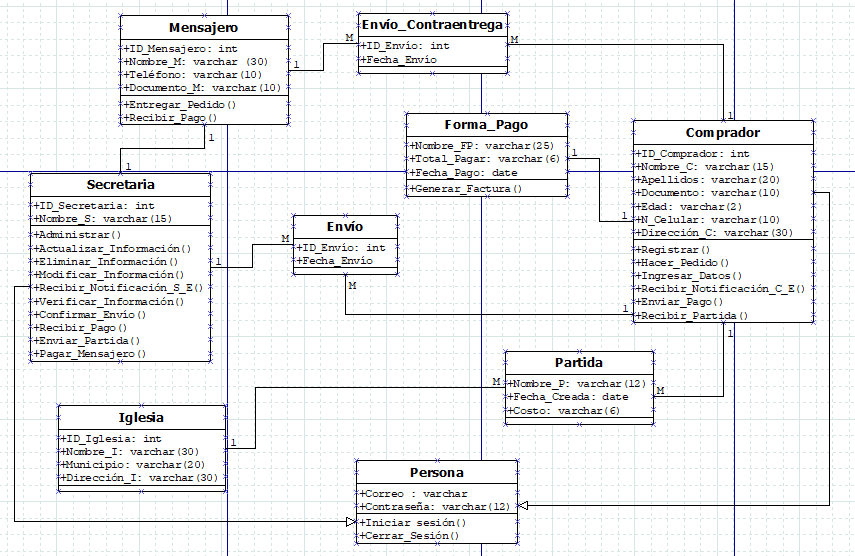 Mensajero
+ID_Mensajero: int
+Nombre_M: varchar (30)
+Teléfono: varchar(10)
+Documento_M: varchar(10)
+Entregar_Pedido()
+Recibir_Pago()
1
1
M
Envío_Contraentrega
+ID_Envío: int
+Fecha_Envío
M
1
Forma_Pago
+Nombre_FP: varchar(25)
+Total_Pagar: varchar(6)
+Fecha_Pago: date
+Generar_Factura()
1
1
Comprador
+ID_Comprador: int
+Nombre_C: varchar(15)
+Apellidos: varchar(20)
+Documento: varchar(10)
+Edad: varchar(2)
+N_Celular: varchar(10)
+Dirección_C: varchar(30)
+Registrar()
+Hacer_Pedido()
+Ingresar_Datos()
+Recibir_Notificación_C_E()
+Enviar_Pago()
+Recibir_Partida()
1
1
1
Secretaria
+ID_Secretaria: int
+Nombre_S: varchar(15)
+Administrar()
+Actualizar_Información()
+Eliminar_Información()
+Modificar_Información()
+Recibir_Notificación_S_E()
+Verificar_Información()
+Confirmar_Envío()
+Recibir_Pago()
+Enviar_Partida()
+Pagar_Mensajero()
1
M
Envío
+ID_Envío: int
+Fecha_Envío
M
Partida
+Nombre_P: varchar(12)
+Fecha_Creada: date
+Costo: varchar(6)
M
M
Iglesia
+ID_Iglesia: int
+Nombre_I: varchar(30)
+Municipio: varchar(20)
+Dirección_I: varchar(30)
1
Persona
+Correo : varchar
+Contraseña: varchar(12)
+Iniciar sesión()
+Cerrar_Sesión()